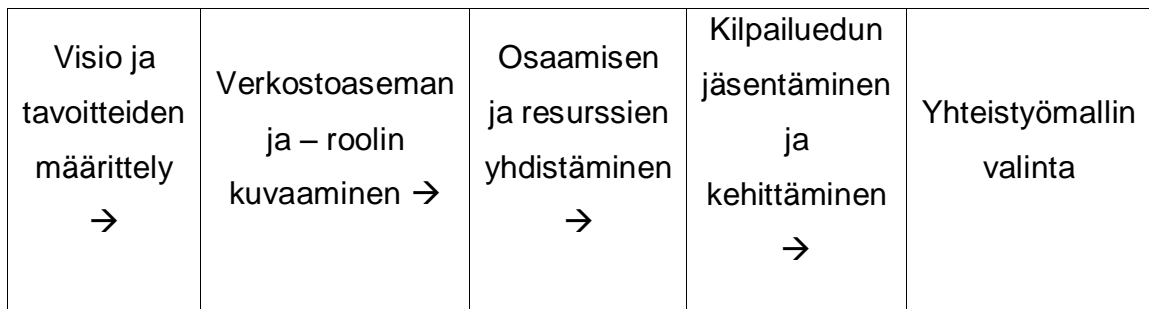 Visio ja
tavoitteiden
määrittely
→
Verkostoaseman
ja – roolin
kuvaaminen →
Osaamisen
ja resurssien
yhdistäminen
→
Kilpailuedun
jäsentäminen
ja
kehittäminen
→
Yhteistyömallin
valinta